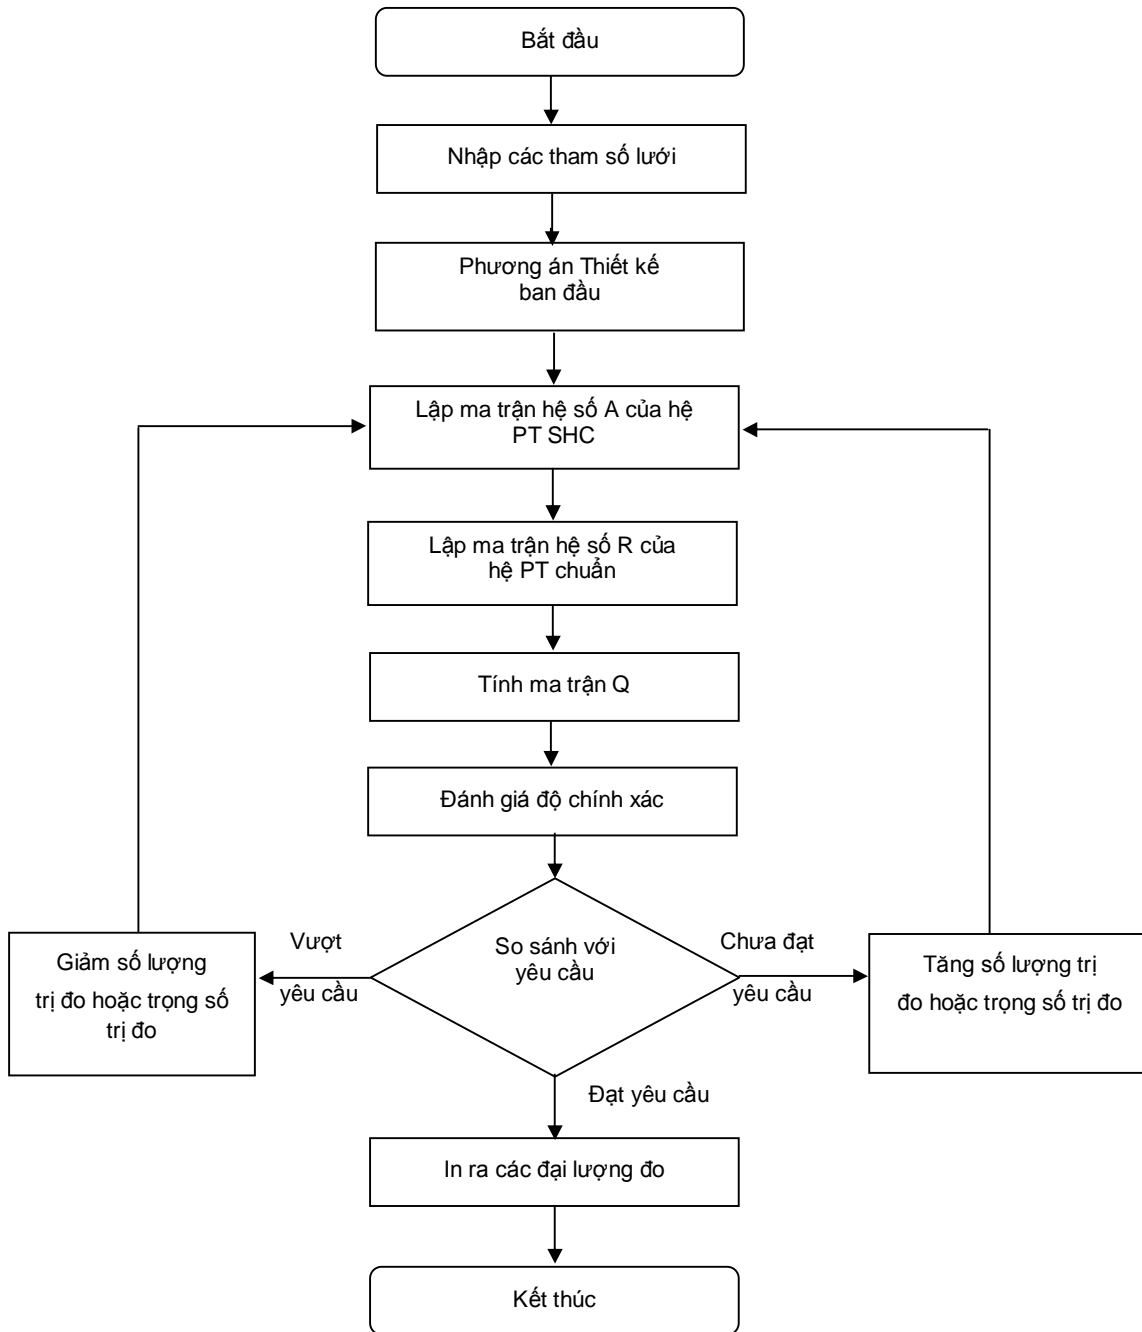 Bắt đầu
Nhập các tham số lưới
Phương án Thiết kế
ban đầu
Lập ma trận hệ số A của hệ
PT SHC
Lập ma trận hệ số R của
hệ PT chuẩn
Tính ma trận Q
Đánh giá độ chính xác
So sánh với
yêu cầu
Vượt
yêu cầu
Chưa đạt
yêu cầu
Giảm số lượng
trị đo hoặc trọng số
trị đo
Tăng số lượng trị
đo hoặc trọng số trị đo
Đạt yêu cầu
In ra các đại lượng đo
Kết thúc